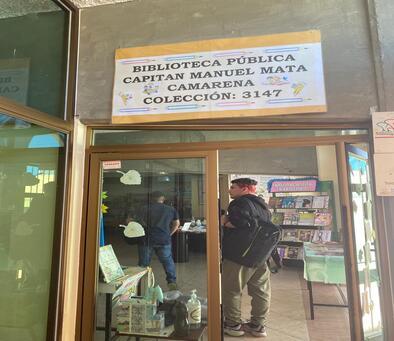 BIBLIOTECA PÚBLICA
CAPITAN MANUEL MATA
CAMARENA
COLECCIÓN: 3147